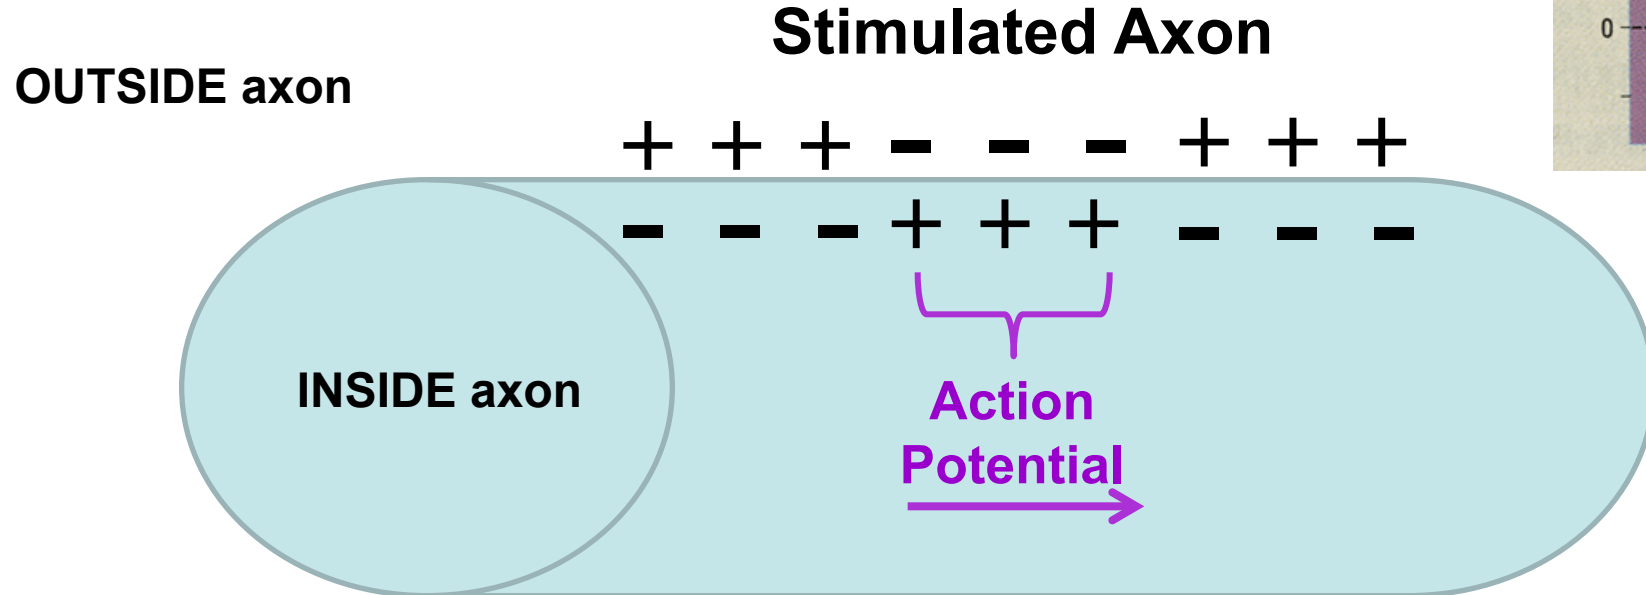 Stimulated Axon
0
OUTSIDE axon
+ + + - - - + + +
- - - + + + - - -
INSIDE axon
Action
Potential